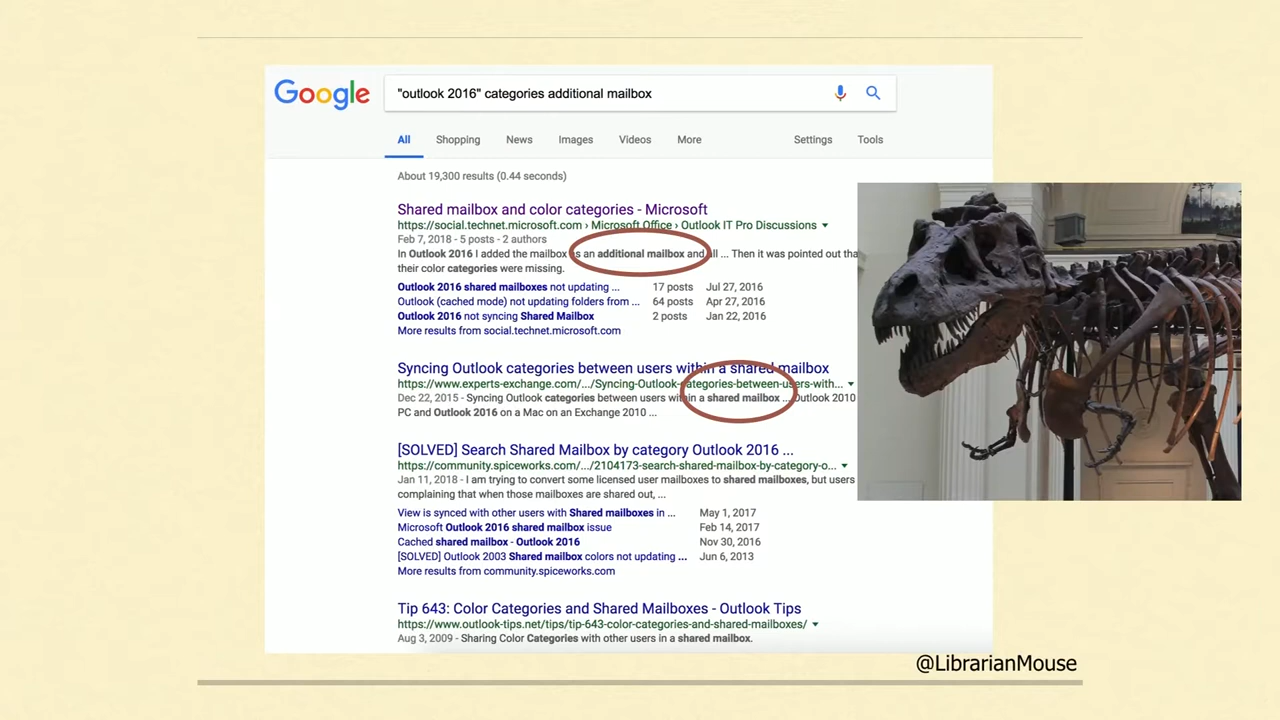 Google
"outlook 2016" categories additional mailbox
All Shopping News Images Videos More Settings Tools
About 19,300 results (0.44 seconds)
Shared mailbox and color categories - Microsoft
https://social.technet.microsoft.com › Microsoft Office › Outlook IT Pro Discussions
Feb 7, 2018 - 5 posts - 2 authors
In Outlook 2016 I added the mailbox as an additional mailbox and all ... Then it was pointed out tha
their color categories were missing.
Outlook 2016 shared mailboxes not updating ... 17 posts Jul 27, 2016
Outlook (cached mode) not updating folders from ... 64 posts Apr 27, 2016
Outlook 2016 not syncing Shared Mailbox 2 posts Jan 22, 2016
More results from social.technet.microsoft.com
Syncing Outlook categories between users within a shared mailbox
https://www.experts-exchange.com/.../Syncing-Outlook-categories-between-users-with...
Dec 22, 2015 - Syncing Outlook categories between users within a shared mailbox ... Outlook 2010
PC and Outlook 2016 on a Mac on an Exchange 2010 ...
[SOLVED] Search Shared Mailbox by category Outlook 2016 ...
https://community.spiceworks.com/.../2104173-search-shared-mailbox-by-category-o...
Jan 11, 2018 - I am trying to convert some licensed user mailboxes to shared mailboxes, but users
complaining that when those mailboxes are shared out, ...
View is synced with other users with Shared mailboxes in ... May 1, 2017
Microsoft Outlook 2016 shared mailbox issue Feb 14, 2017
Cached shared mailbox - Outlook 2016 Nov 30, 2016
[SOLVED] Outlook 2003 Shared mailbox colors not updating ... Jun 6, 2013
More results from community.spiceworks.com
Tip 643: Color Categories and Shared Mailboxes - Outlook Tips
https://www.outlook-tips.net/tips/tip-643-color-categories-and-shared-mailboxes/
Aug 3, 2009 - Sharing Color Categories with other users in a shared mailbox.
@LibrarianMouse